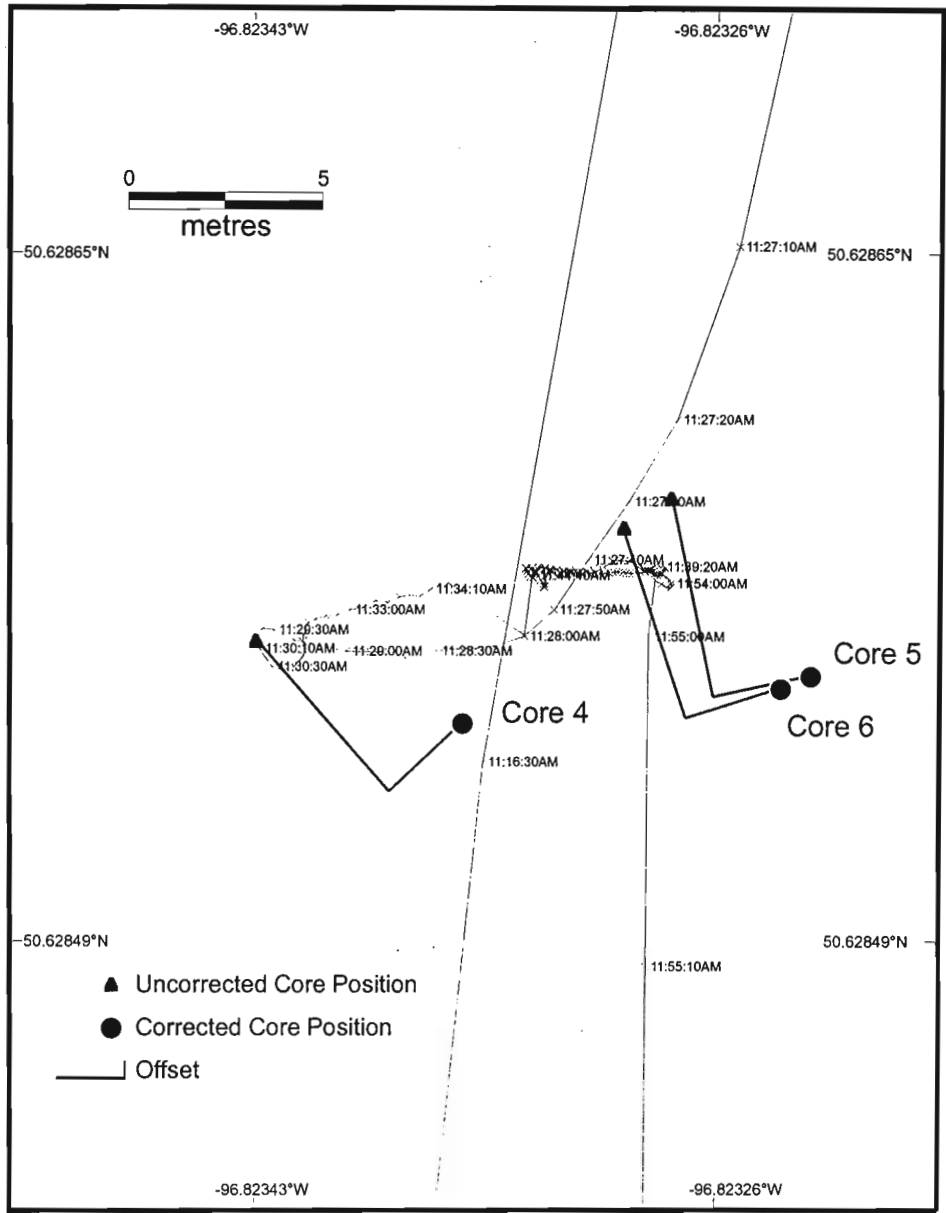 -96.82343°W
-96.82326°W
0 5
metres
50.62865°N
50.62865°N
11:27:10AM
11:27:20AM
11:39:20AM
11:54:00AM
11:34:10AM
11:33:00AM
11:27:50AM
11:29:30AM
11:28:00AM
11:55:00AM
11:30:10AM
11:28:30AM
11:30:30AM
Core 5
Core 6
Core 4
11:16:30AM
50.62849°N
50.62849°N
11:55:10AM
Uncorrected Core Position
Corrected Core Position
Offset
-96.82343°W
-96.82326°W